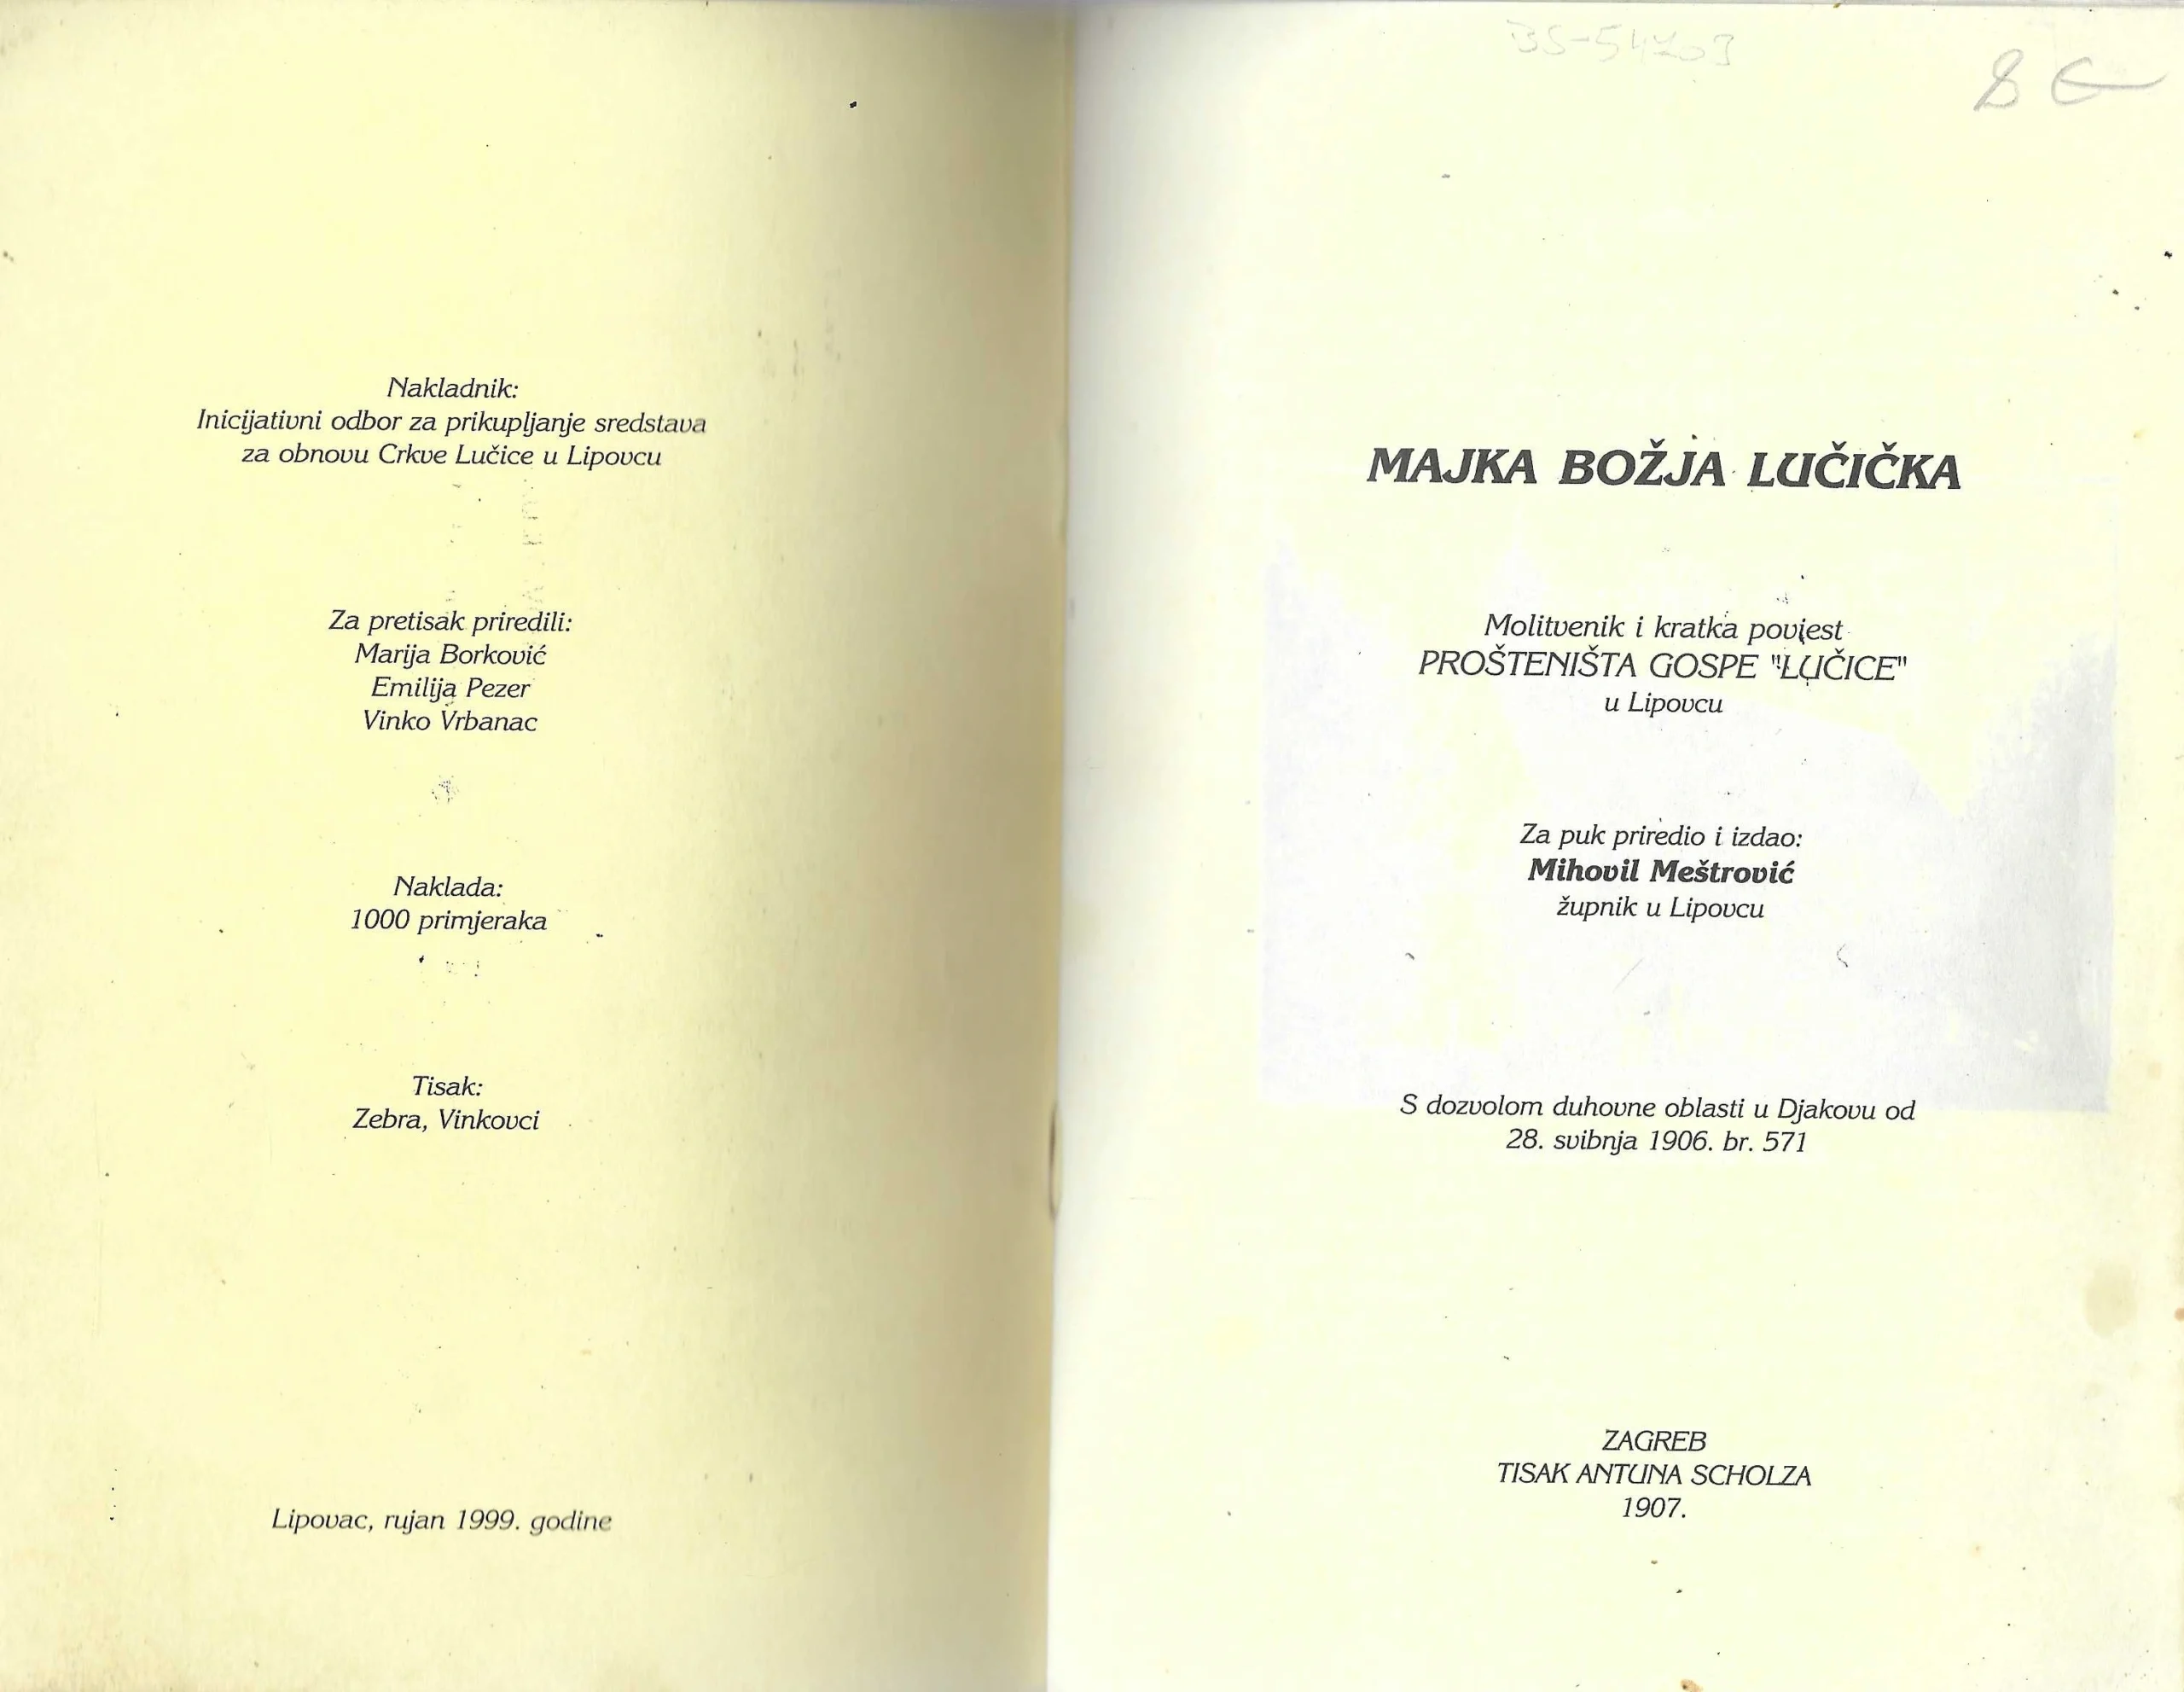 Nakladnik:
Inicijativni odbor za prikupljanje sredstava
za obnovu Crkve Lučice u Lipovcu
Za pretisak priredili:
Marija Borković
Emilija Pezer
Vinko Vrbanac
Naklada:
1000 primjeraka
Tisak:
Zebra, Vinkovci
Lipovac, rujan 1999. godine
8 €
MAJKA BOŽJA LUČIČKA
Molitvenik i kratka povjest
PROŠTENIŠTA GOSPE "LUČICE"
u Lipovcu
Za puk priredio i izdao:
Mihovil Meštrović
župnik u Lipovcu
S dozvolom duhovne oblasti u Djakovu od
28. svibnja 1906. br. 571
ZAGREB
TISAK ANTUNA SCHOLZA
1907.